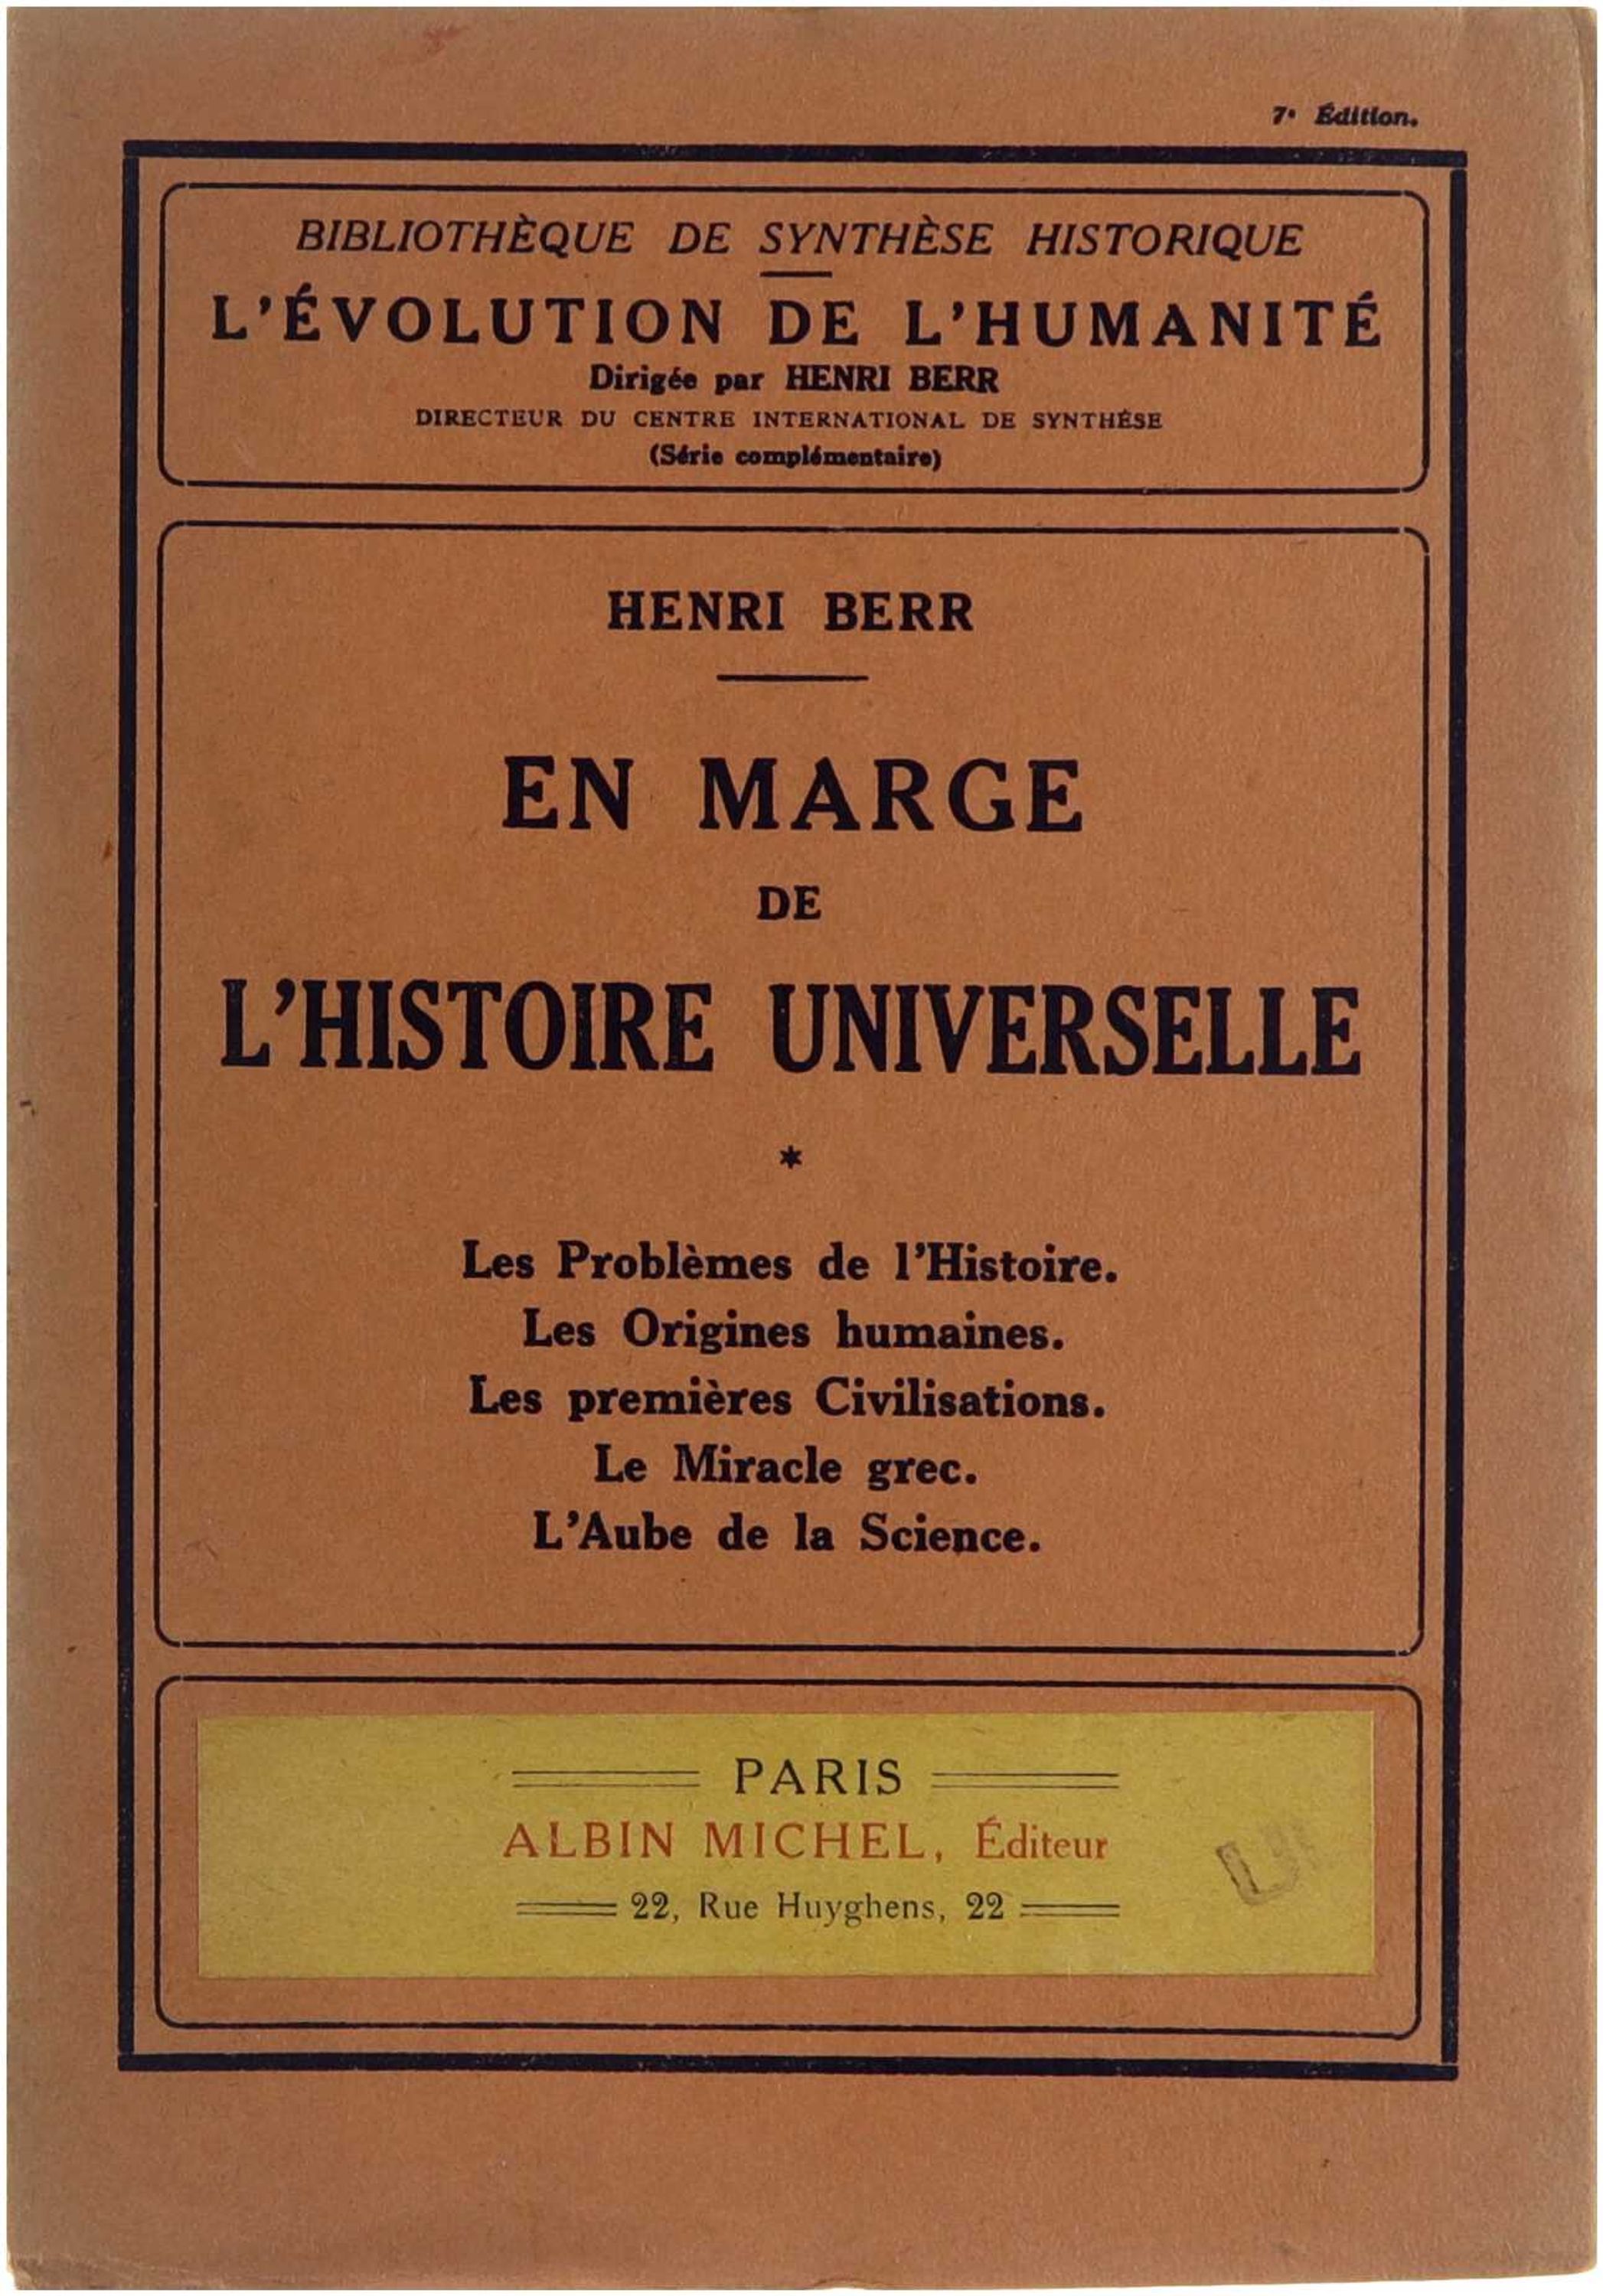 7e Édition.
BIBLIOTHÈQUE DE SYNTHÈSE HISTORIQUE
L'ÉVOLUTION DE L'HUMANITÉ
Dirigée par HENRI BERR
DIRECTEUR DU CENTRE INTERNATIONAL DE SYNTHÈSE
(Série complémentaire)
HENRI BERR
EN MARGE
DE
L'HISTOIRE UNIVERSELLE
*
Les Problèmes de l'Histoire.
Les Origines humaines.
Les premières Civilisations.
Le Miracle grec.
L'Aube de la Science.
PARIS
ALBIN MICHEL, Éditeur
22, Rue Huyghens, 22